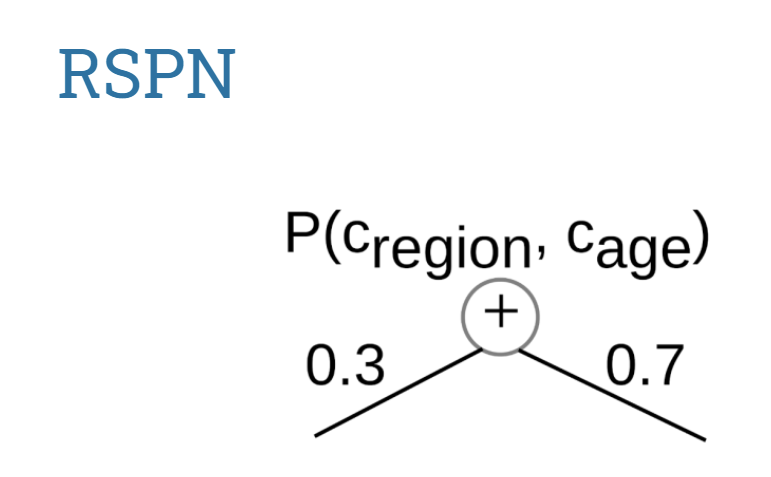 RSPN
P(c_region, c_age)
+
0.3 0.7